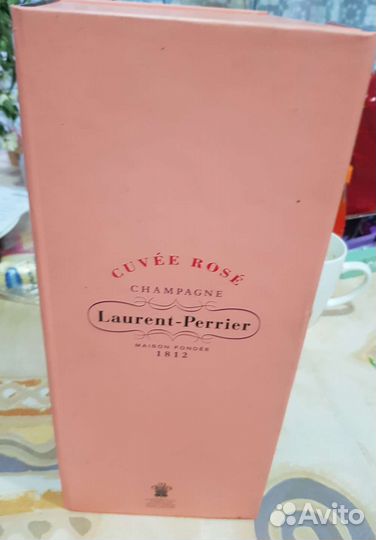 CUVÉE ROSÉ
CHAMPAGNE
Laurent-Perrier
MAISON FONDÉE
1812
Avito